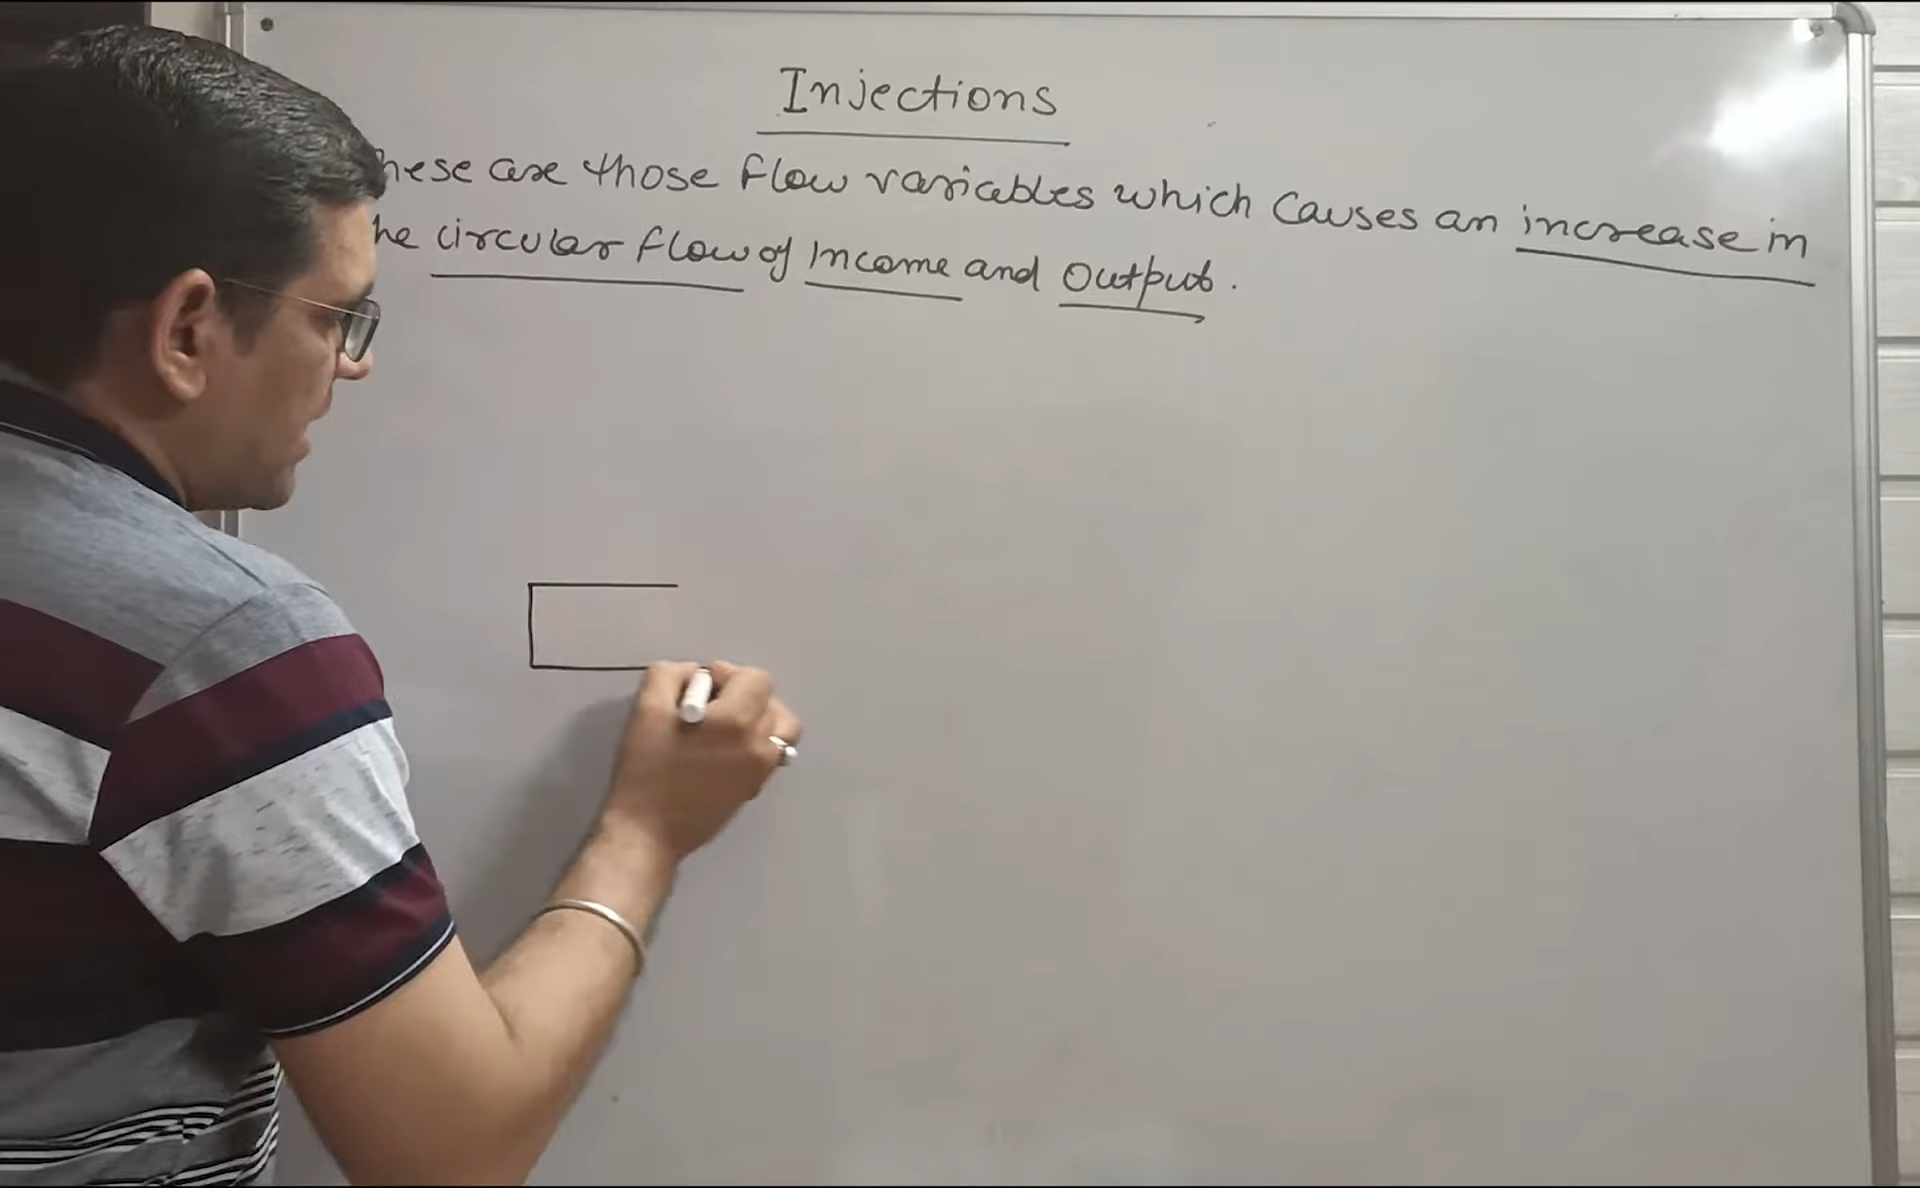 Injections
hese are those flow variables which causes an increase in
he circular flow of Income and Output.